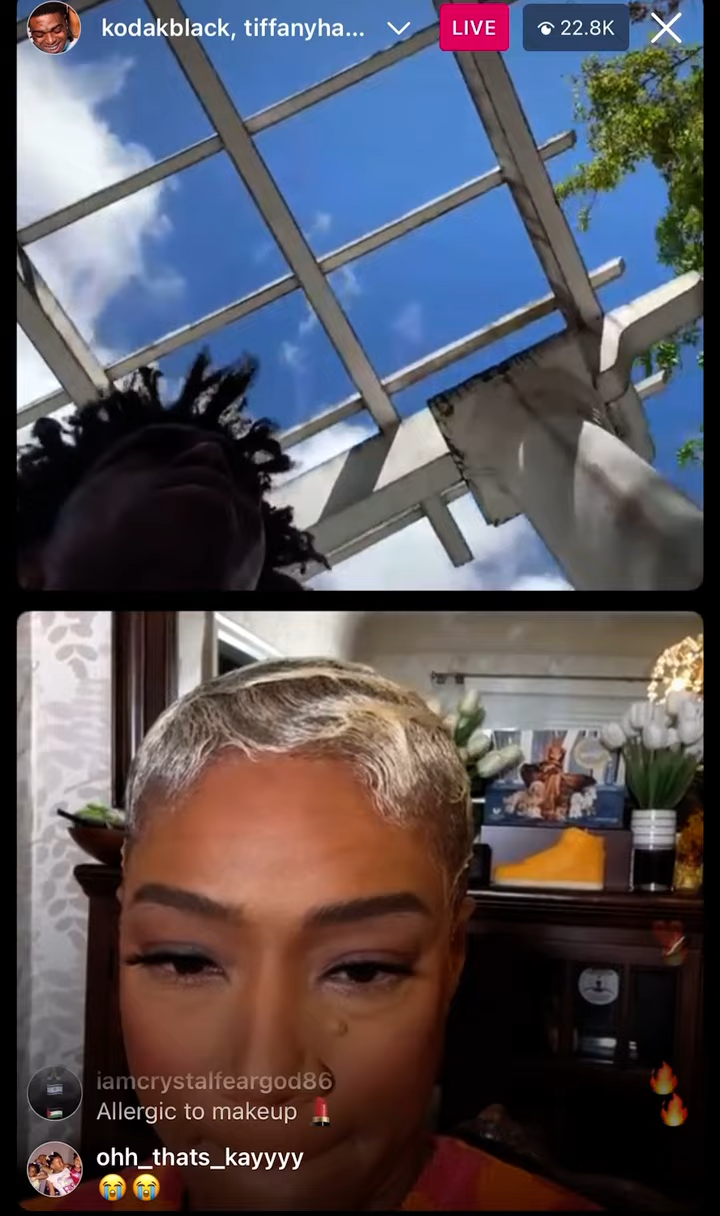 kodakblack, tiffanyha...
LIVE
22.8K
iamcrystalfeargod86
Allergic to makeup 💄
ohh_thats_kayyyy
😭😭